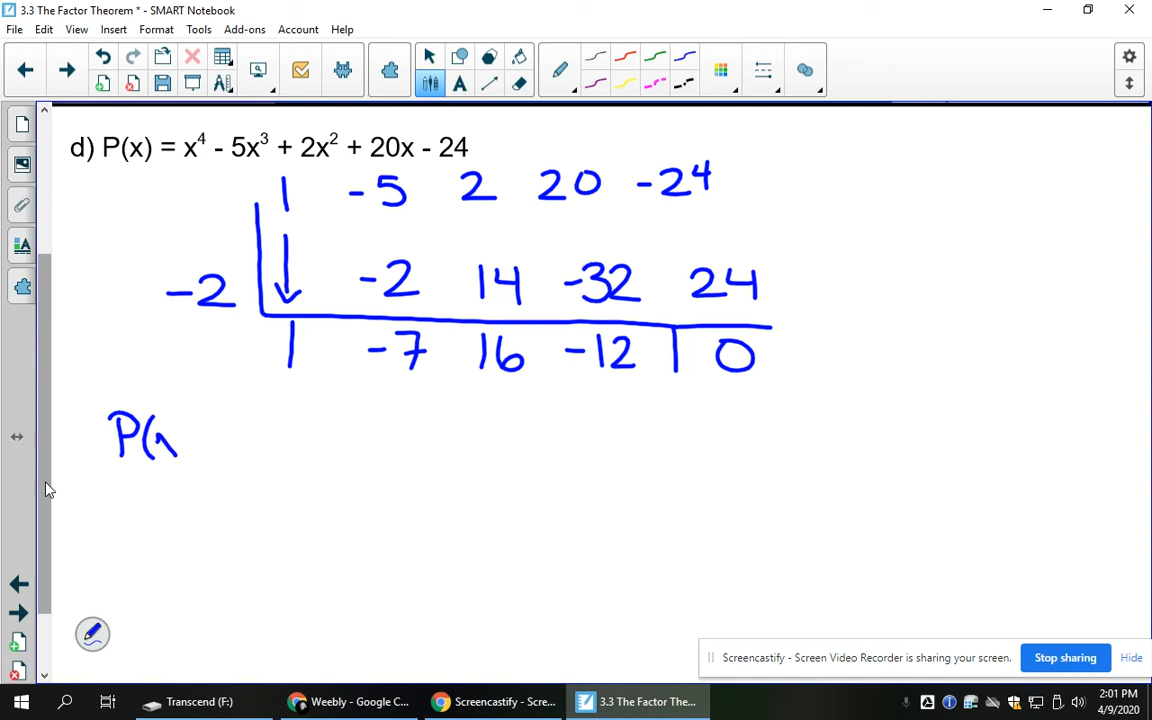 3.3 The Factor Theorem * - SMART Notebook
File Edit View Insert Format Tools Add-ons Account Help
d) P(x) = x⁴ - 5x³ + 2x² + 20x - 24
1 -5 2 20 -24
-2 -2 14 -32 24
1 -7 16 -12 0
P(
Screencastify - Screen Video Recorder is sharing your screen. Stop sharing Hide
Transcend (F:) Weebly - Google C... Screencastify - Scre... 3.3 The Factor The... 2:01 PM
4/9/2020